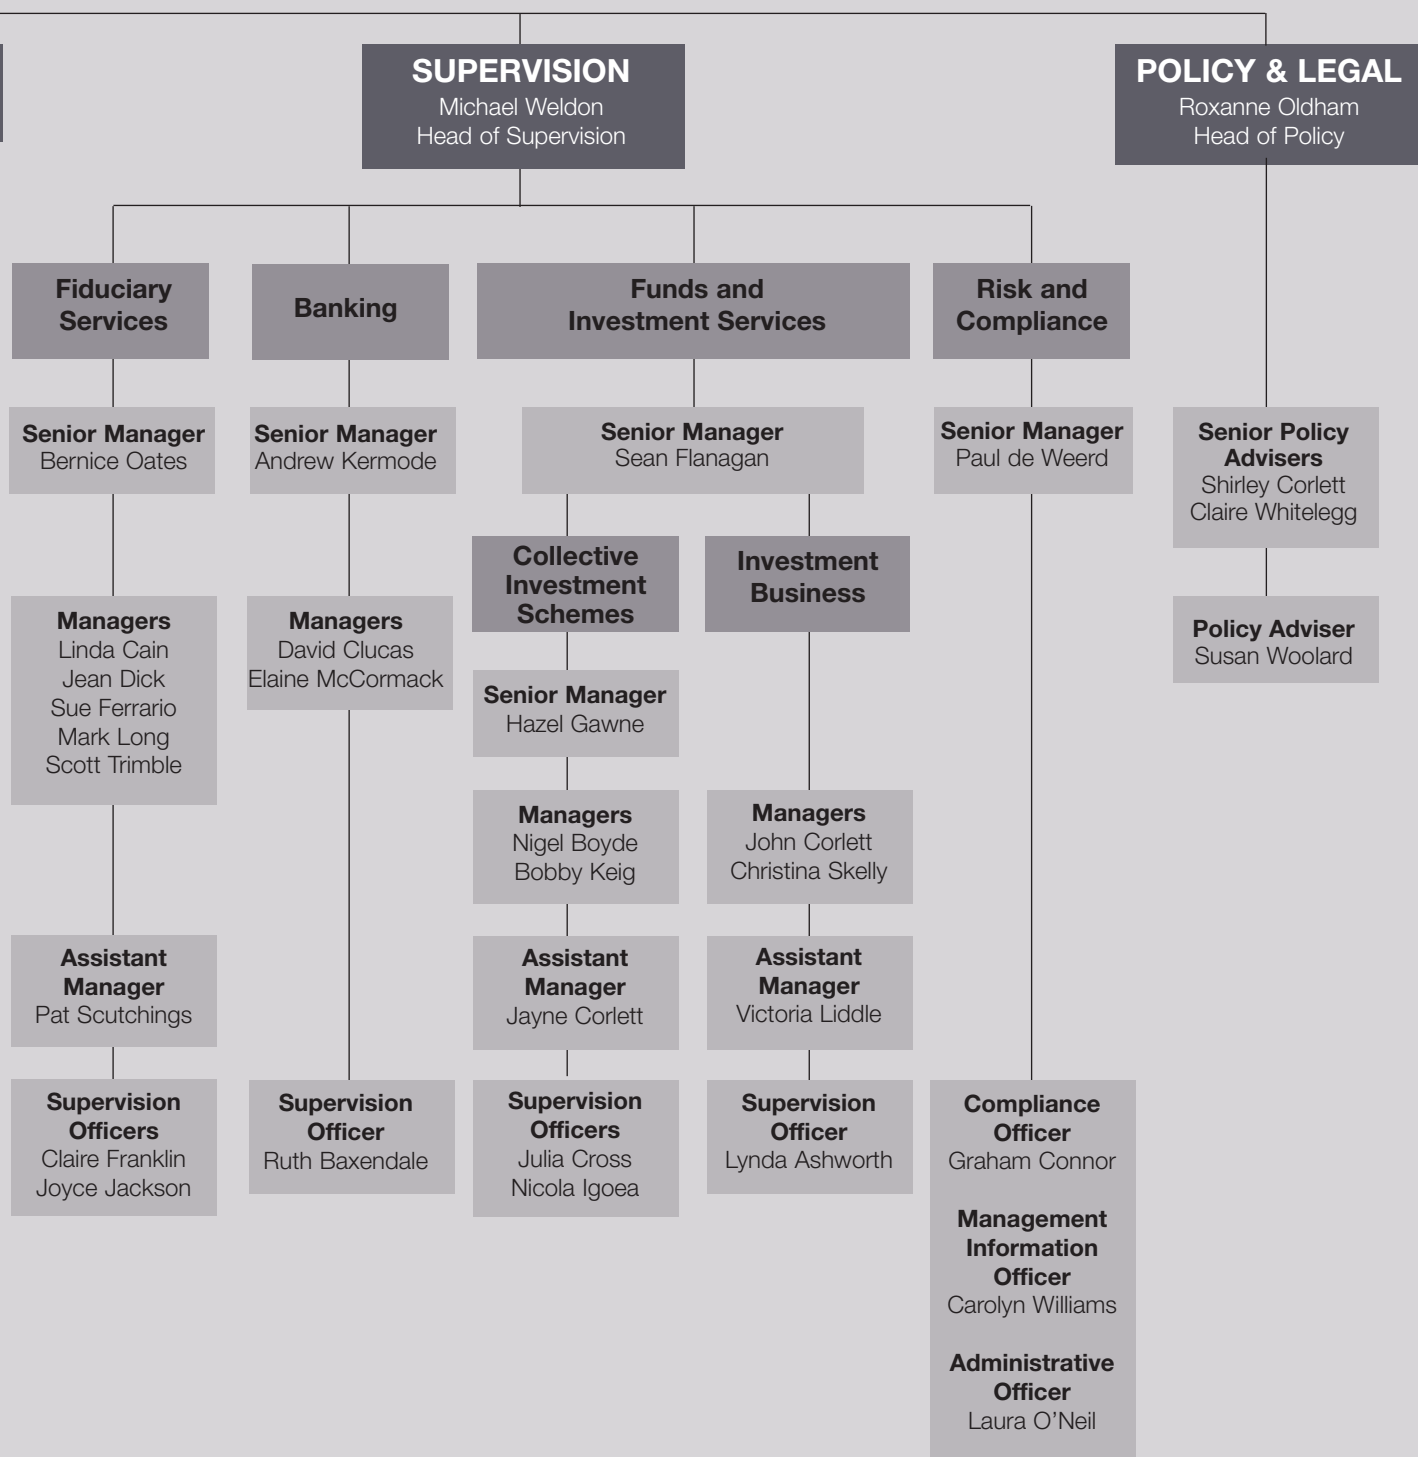 SUPERVISION
Michael Weldon
Head of Supervision
POLICY & LEGAL
Roxanne Oldham
Head of Policy
Fiduciary
Services
Banking
Funds and
Investment Services
Risk and
Compliance
Senior Manager
Bernice Oates
Senior Manager
Andrew Kermode
Senior Manager
Sean Flanagan
Senior Manager
Paul de Weerd
Senior Policy
Advisers
Shirley Corlett
Claire Whitelegg
Collective
Investment
Schemes
Investment
Business
Managers
Linda Cain
Jean Dick
Sue Ferrario
Mark Long
Scott Trimble
Managers
David Clucas
Elaine McCormack
Policy Adviser
Susan Woolard
Senior Manager
Hazel Gawne
Managers
Nigel Boyde
Bobby Keig
Managers
John Corlett
Christina Skelly
Assistant
Manager
Pat Scutchings
Assistant
Manager
Jayne Corlett
Assistant
Manager
Victoria Liddle
Supervision
Officers
Claire Franklin
Joyce Jackson
Supervision
Officer
Ruth Baxendale
Supervision
Officers
Julia Cross
Nicola Igoea
Supervision
Officer
Lynda Ashworth
Compliance
Officer
Graham Connor
Management
Information
Officer
Carolyn Williams
Administrative
Officer
Laura O’Neil